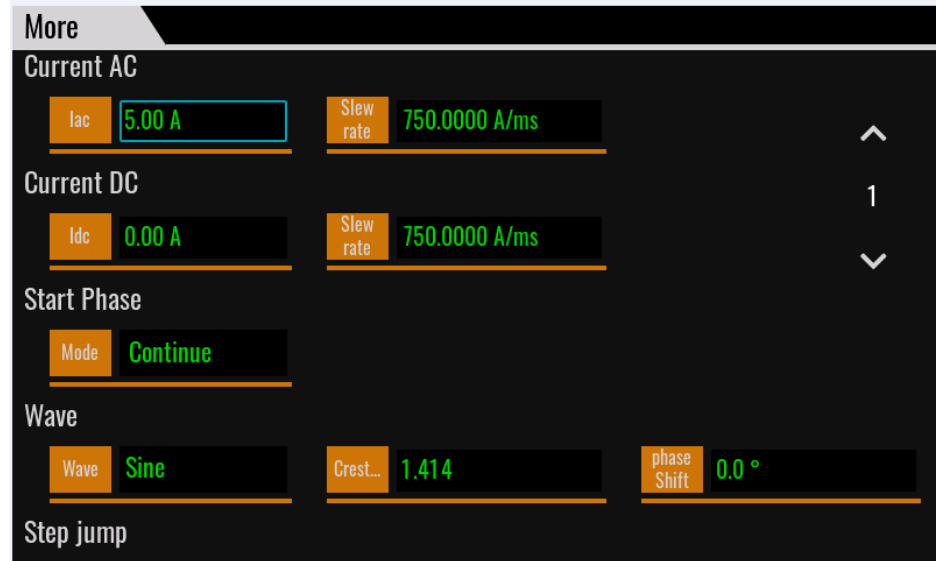 More
Current AC
Iac 5.00 A Slew rate 750.0000 A/ms
Current DC
1
Idc 0.00 A Slew rate 750.0000 A/ms
Start Phase
Mode Continue
Wave
Wave Sine Crest... 1.414 phase Shift 0.0 °
Step jump